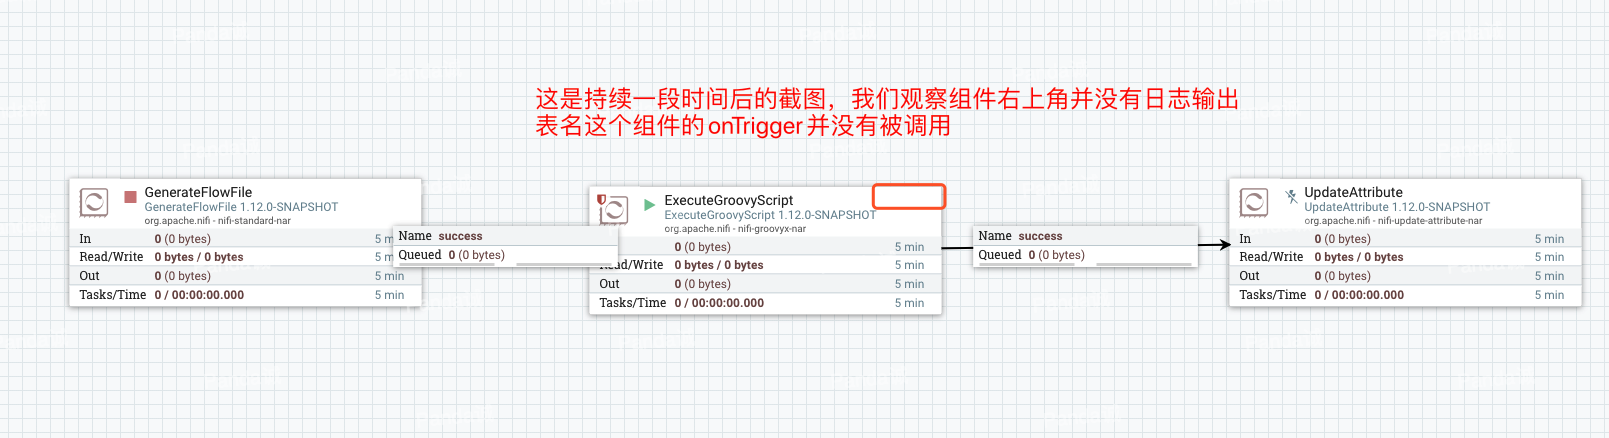 这是持续一段时间后的截图，我们观察组件右上角并没有日志输出
表名这个组件的onTrigger并没有被调用
GenerateFlowFile
GenerateFlowFile 1.12.0-SNAPSHOT
org.apache.nifi - nifi-standard-nar
In 0 (0 bytes) 5 m
Read/Write 0 bytes / 0 bytes 5 m
Out 0 (0 bytes) 5 min
Tasks/Time 0 / 00:00:00.000 5 min
Name success
Queued 0 (0 bytes)
ExecuteGroovyScript
ExecuteGroovyScript 1.12.0-SNAPSHOT
org.apache.nifi - nifi-groovyx-nar
0 (0 bytes) 5 min
Read/Write 0 bytes / 0 bytes 5 min
Out 0 (0 bytes) 5 min
Tasks/Time 0 / 00:00:00.000 5 min
Name success
Queued 0 (0 bytes)
UpdateAttribute
UpdateAttribute 1.12.0-SNAPSHOT
org.apache.nifi - nifi-update-attribute-nar
In 0 (0 bytes) 5 min
Read/Write 0 bytes / 0 bytes 5 min
Out 0 (0 bytes) 5 min
Tasks/Time 0 / 00:00:00.000 5 min